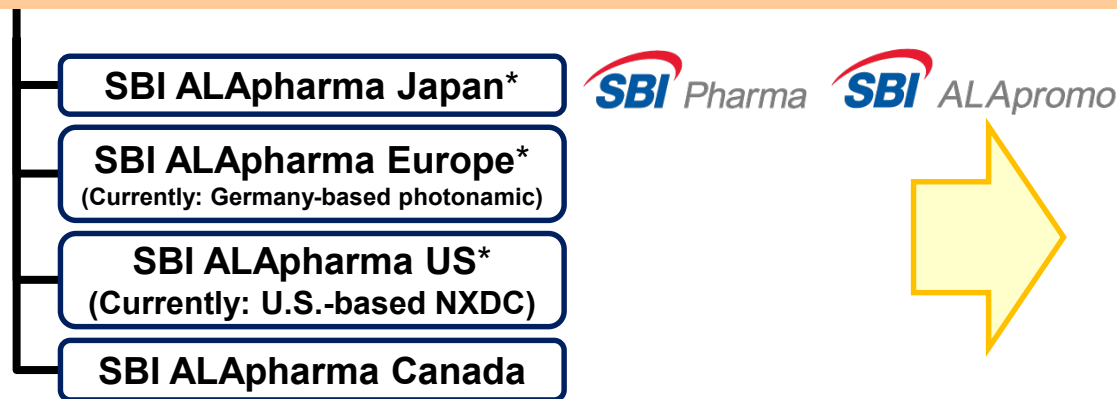 SBI ALApharma Japan*
SBI Pharma
SBI ALApromo
SBI ALApharma Europe*
(Currently: Germany-based photonamic)
SBI ALApharma US*
(Currently: U.S.-based NXDC)
SBI ALApharma Canada